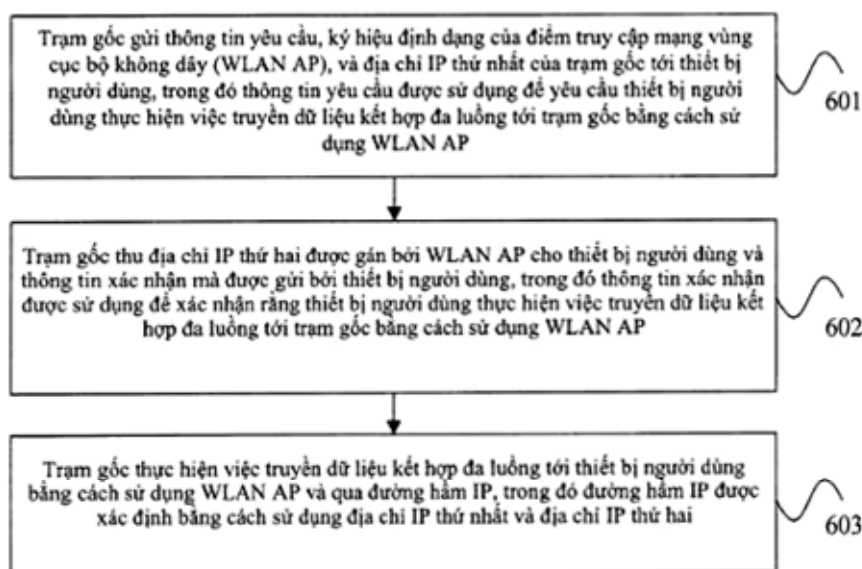 Trạm gốc gửi thông tin yêu cầu, ký hiệu định dạng của điểm truy cập mạng vùng
cục bộ không dây (WLAN AP), và địa chỉ IP thứ nhất của trạm gốc tới thiết bị
người dùng, trong đó thông tin yêu cầu được sử dụng để yêu cầu thiết bị người
dùng thực hiện việc truyền dữ liệu kết hợp đa luồng tới trạm gốc bằng cách sử
dụng WLAN AP
601
Trạm gốc thu địa chỉ IP thứ hai được gán bởi WLAN AP cho thiết bị người dùng và
thông tin xác nhận mà được gửi bởi thiết bị người dùng, trong đó thông tin xác nhận
được sử dụng để xác nhận rằng thiết bị người dùng thực hiện việc truyền dữ liệu kết
hợp đa luồng tới trạm gốc bằng cách sử dụng WLAN AP
602
Trạm gốc thực hiện việc truyền dữ liệu kết hợp đa luồng tới thiết bị người dùng
bằng cách sử dụng WLAN AP và qua đường hầm IP, trong đó đường hầm IP được
xác định bằng cách sử dụng địa chỉ IP thứ nhất và địa chỉ IP thứ hai
603